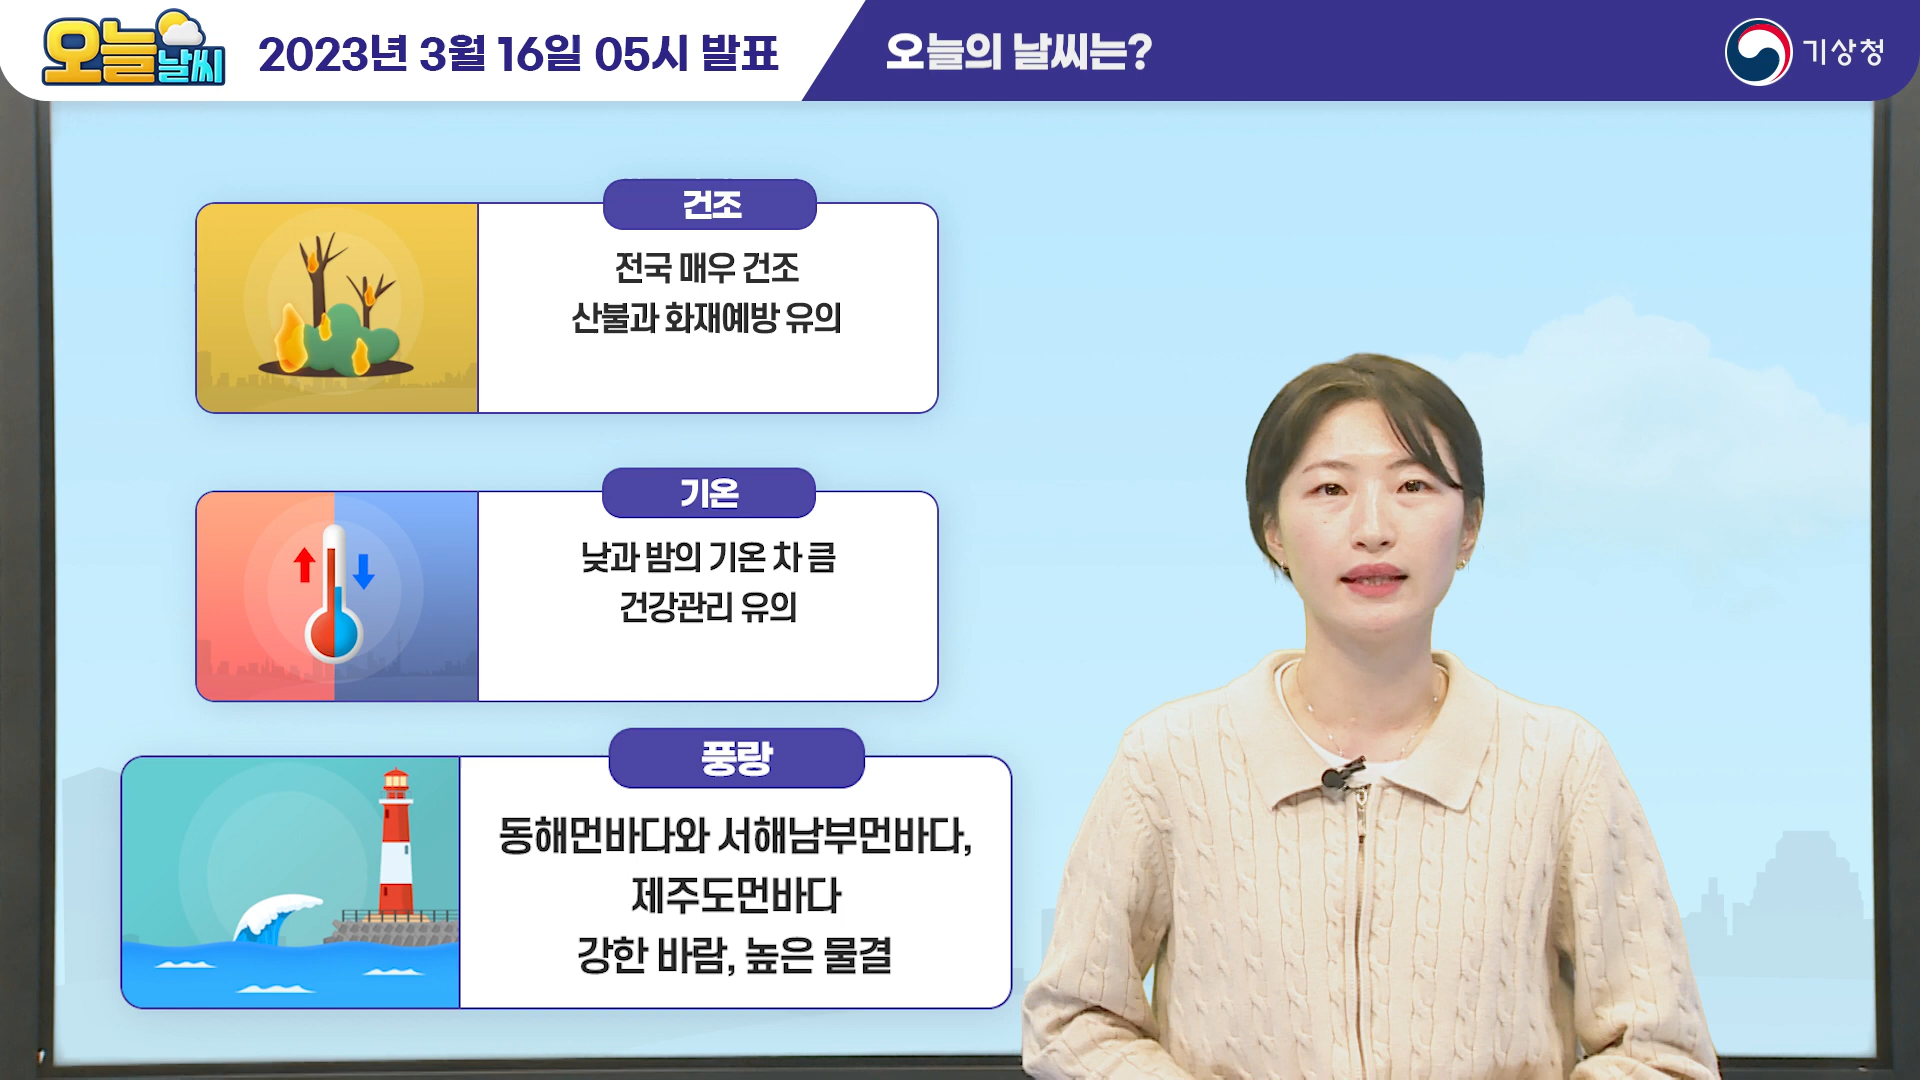 오늘날씨
2023년 3월 16일 05시 발표
오늘의 날씨는?
기상청
건조
전국 매우 건조
산불과 화재예방 유의
기온
낮과 밤의 기온 차 큼
건강관리 유의
풍랑
동해먼바다와 서해남부먼바다,
제주도먼바다
강한 바람, 높은 물결